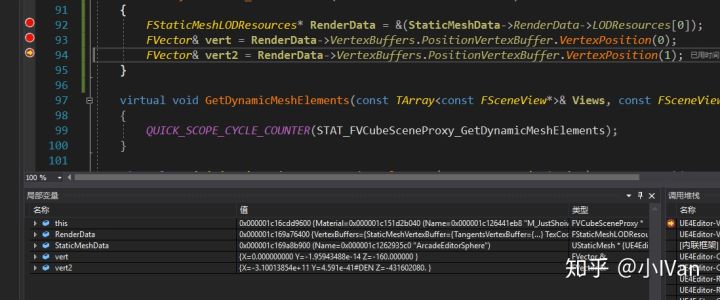 91 {
92 FStaticMeshLODResources* RenderData = &(StaticMeshData->RenderData->LODResources[0]);
93 FVector& vert = RenderData->VertexBuffers.PositionVertexBuffer.VertexPosition(0);
94 FVector& vert2 = RenderData->VertexBuffers.PositionVertexBuffer.VertexPosition(1); 已用时间
95 }
96
97 virtual void GetDynamicMeshElements(const TArray<const FSceneView*>& Views, const FSceneView
98 {
99 QUICK_SCOPE_CYCLE_COUNTER(STAT_FVCubeSceneProxy_GetDynamicMeshElements);
100 }
101
100 %
局部变量 调用堆栈
名称 值 类型 名称
this 0x000001c16cdd9600 {Material=0x000001c151d2b040 (Name=0x000001c126441eb8 "M_JustShow FVCubeSceneProxy * UE4Editor-V
RenderData 0x000001c169a76400 {VertexBuffers={StaticMeshVertexBuffer={TangentsVertexBuffer={...} TexCo FStaticMeshLODResou UE4Editor-V
StaticMeshData 0x000001c169a8b900 (Name=0x0000001c1262935c0 "ArcadeEditorSphere") UStaticMesh * {UE4Edi [内联框架]
vert {X=0.000000000 Y=-1.95943488e-14 Z=-160.000000 } FVector & UE4Editor-
vert2 {X=-3.10013854e+11 Y=4.591e-41#DEN Z=-431602080. }
知乎 @小IVan